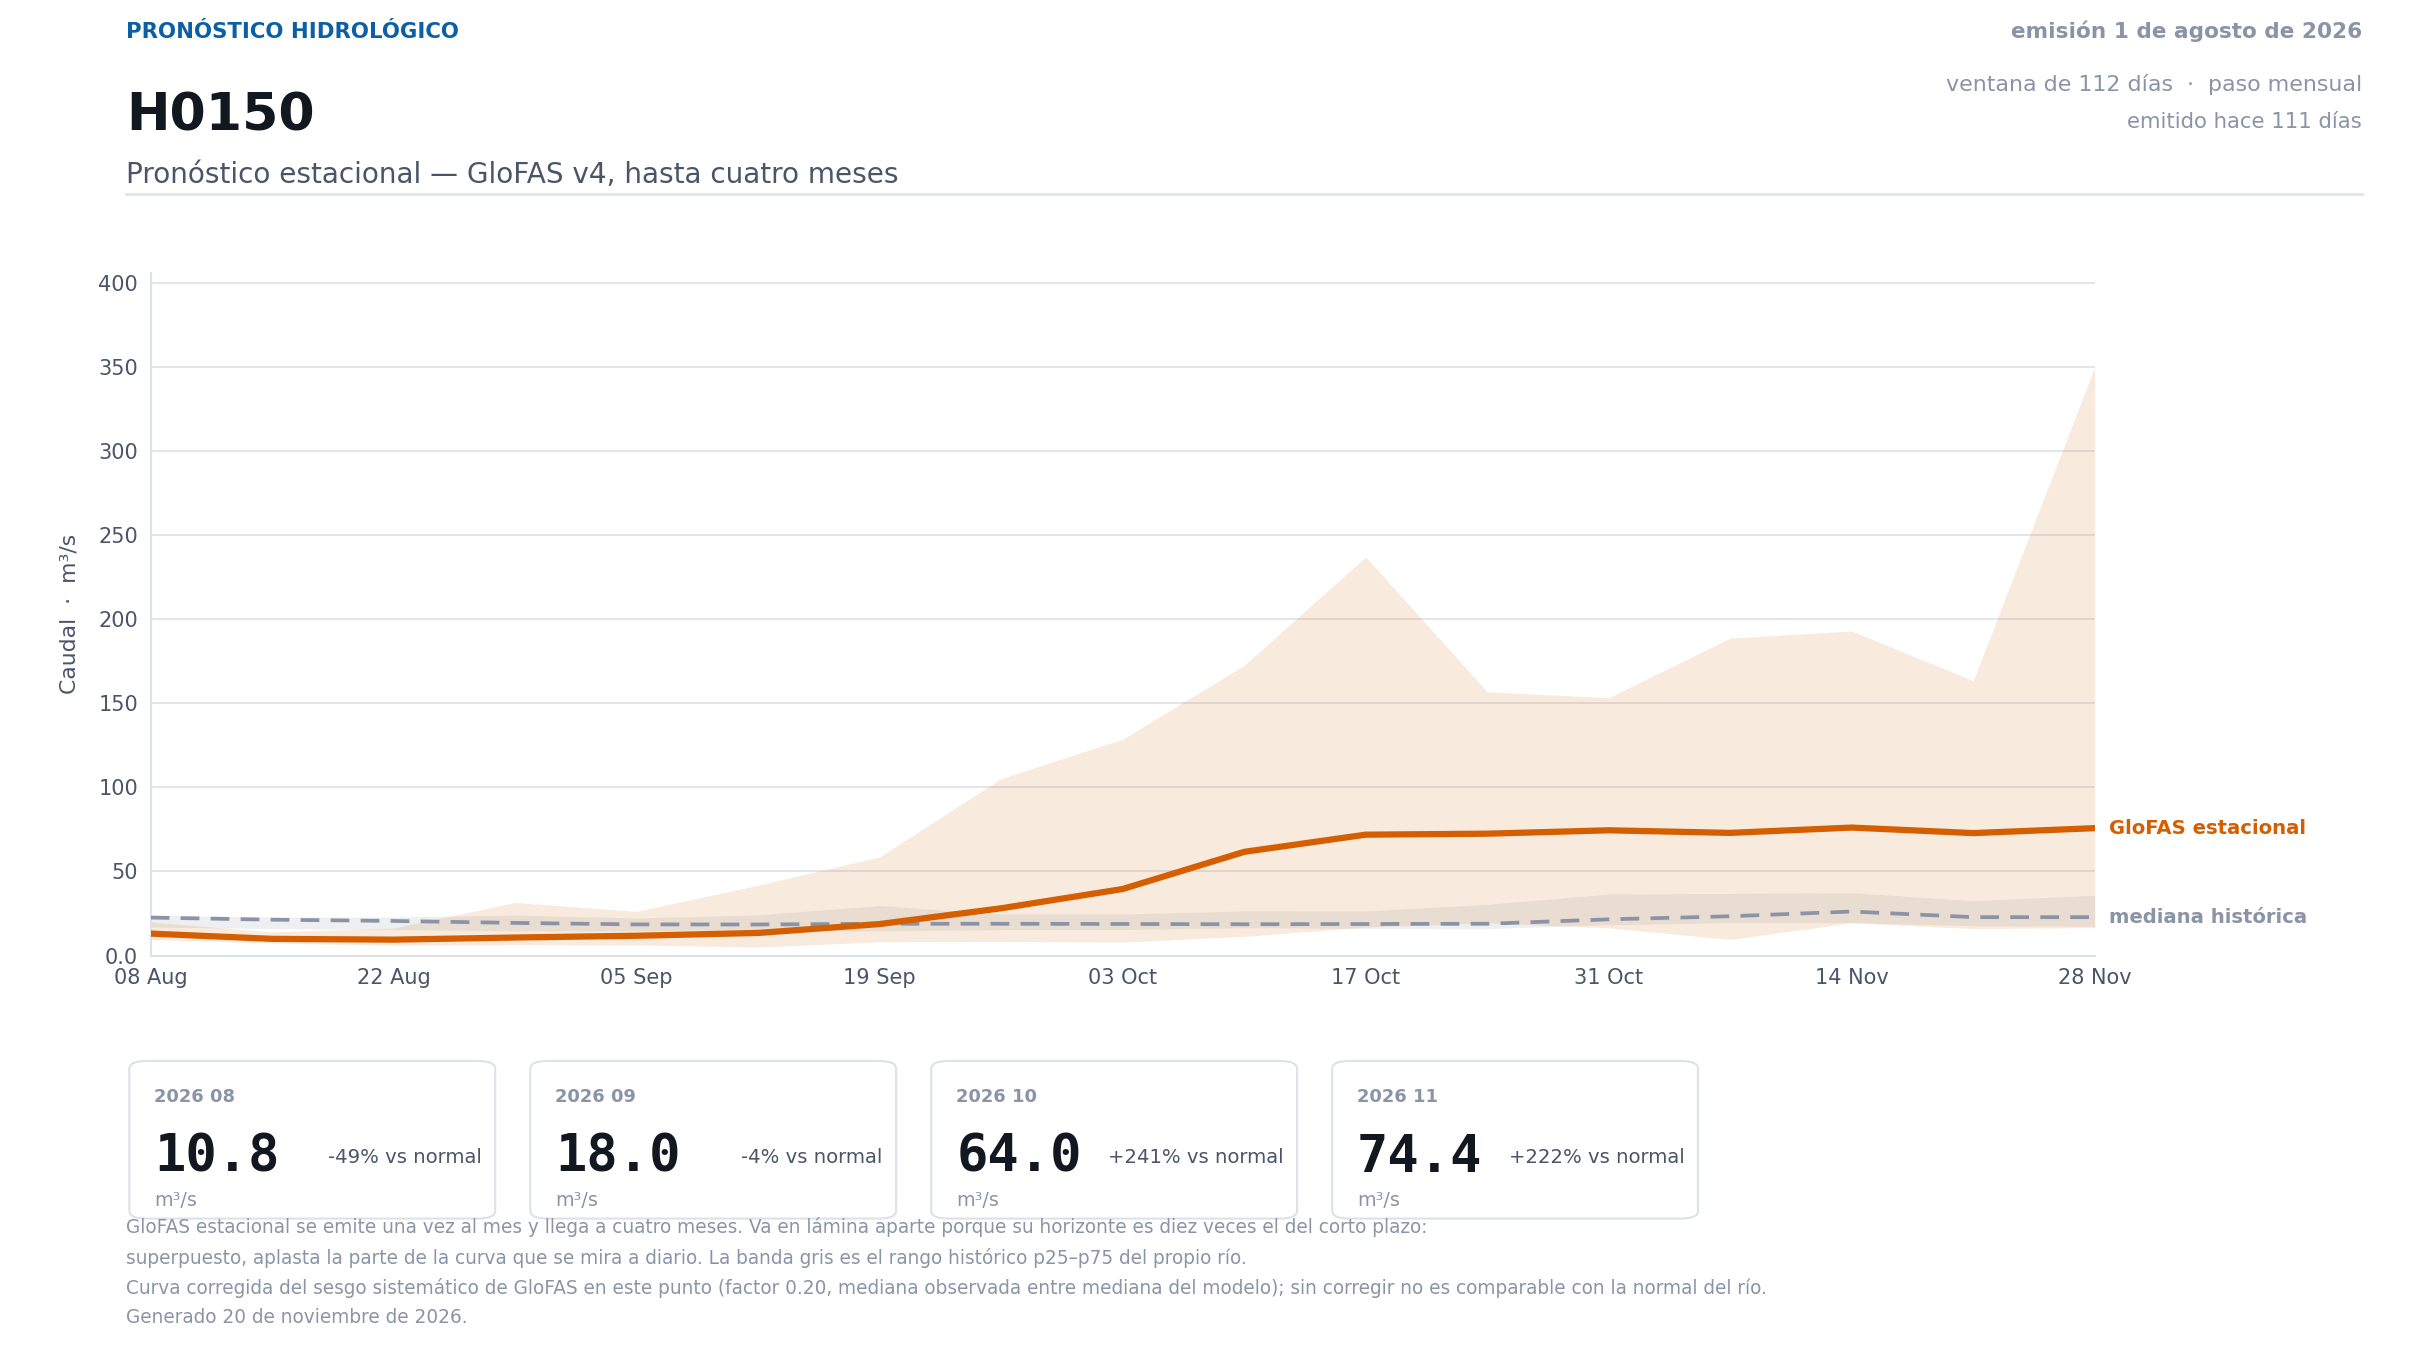 PRONÓSTICO HIDROLÓGICO
emisión 1 de agosto de 2026
H0150
ventana de 112 días · paso mensual
emitido hace 111 días
Pronóstico estacional — GloFAS v4, hasta cuatro meses
Caudal · m³/s
400
350
300
250
200
150
100
50
0.0
GloFAS estacional
mediana histórica
08 Aug 22 Aug 05 Sep 19 Sep 03 Oct 17 Oct 31 Oct 14 Nov 28 Nov
2026 08
10.8 -49% vs normal
m³/s
2026 09
18.0 -4% vs normal
m³/s
2026 10
64.0 +241% vs normal
m³/s
2026 11
74.4 +222% vs normal
m³/s
GloFAS estacional se emite una vez al mes y llega a cuatro meses. Va en lámina aparte porque su horizonte es diez veces el del corto plazo:
superpuesto, aplasta la parte de la curva que se mira a diario. La banda gris es el rango histórico p25–p75 del propio río.
Curva corregida del sesgo sistemático de GloFAS en este punto (factor 0.20, mediana observada entre mediana del modelo); sin corregir no es comparable con la normal del río.
Generado 20 de noviembre de 2026.